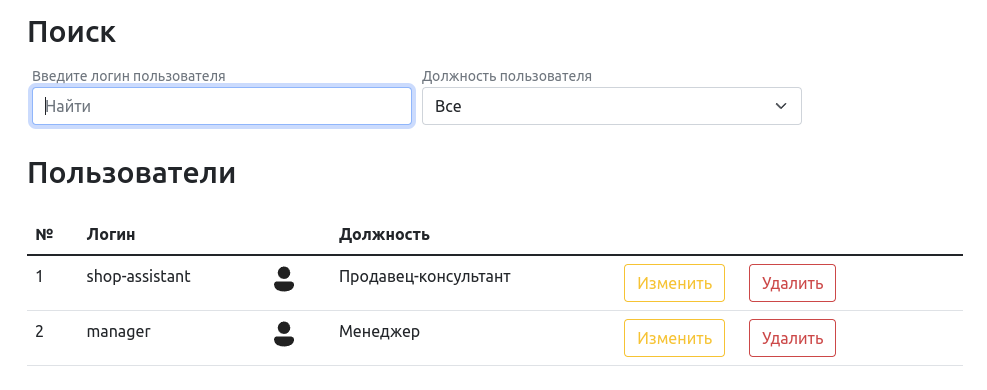 Поиск
Введите логин пользователя Должность пользователя
Найти Все
Пользователи
№ Логин Должность
1 shop-assistant Продавец-консультант Изменить Удалить
2 manager Менеджер Изменить Удалить